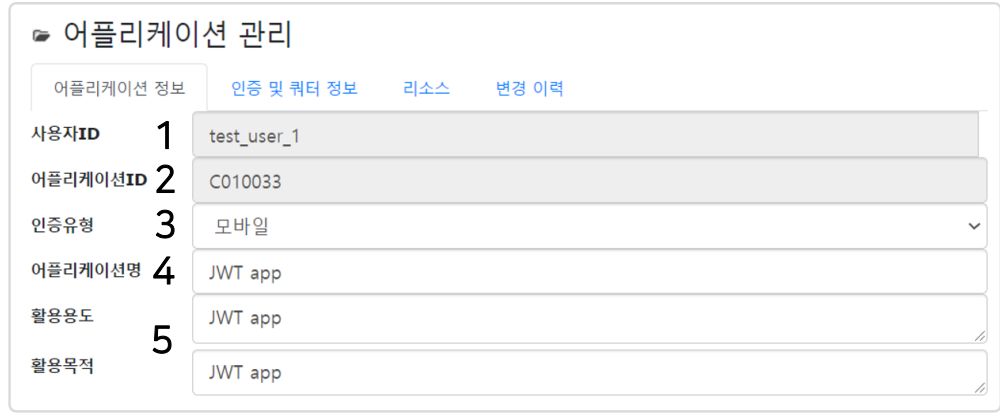 어플리케이션 관리
어플리케이션 정보 인증 및 쿼터 정보 리소스 변경 이력
사용자ID 1 test_user_1
어플리케이션ID 2 C010033
인증유형 3 모바일
어플리케이션명 4 JWT app
활용용도 JWT app
5
활용목적 JWT app